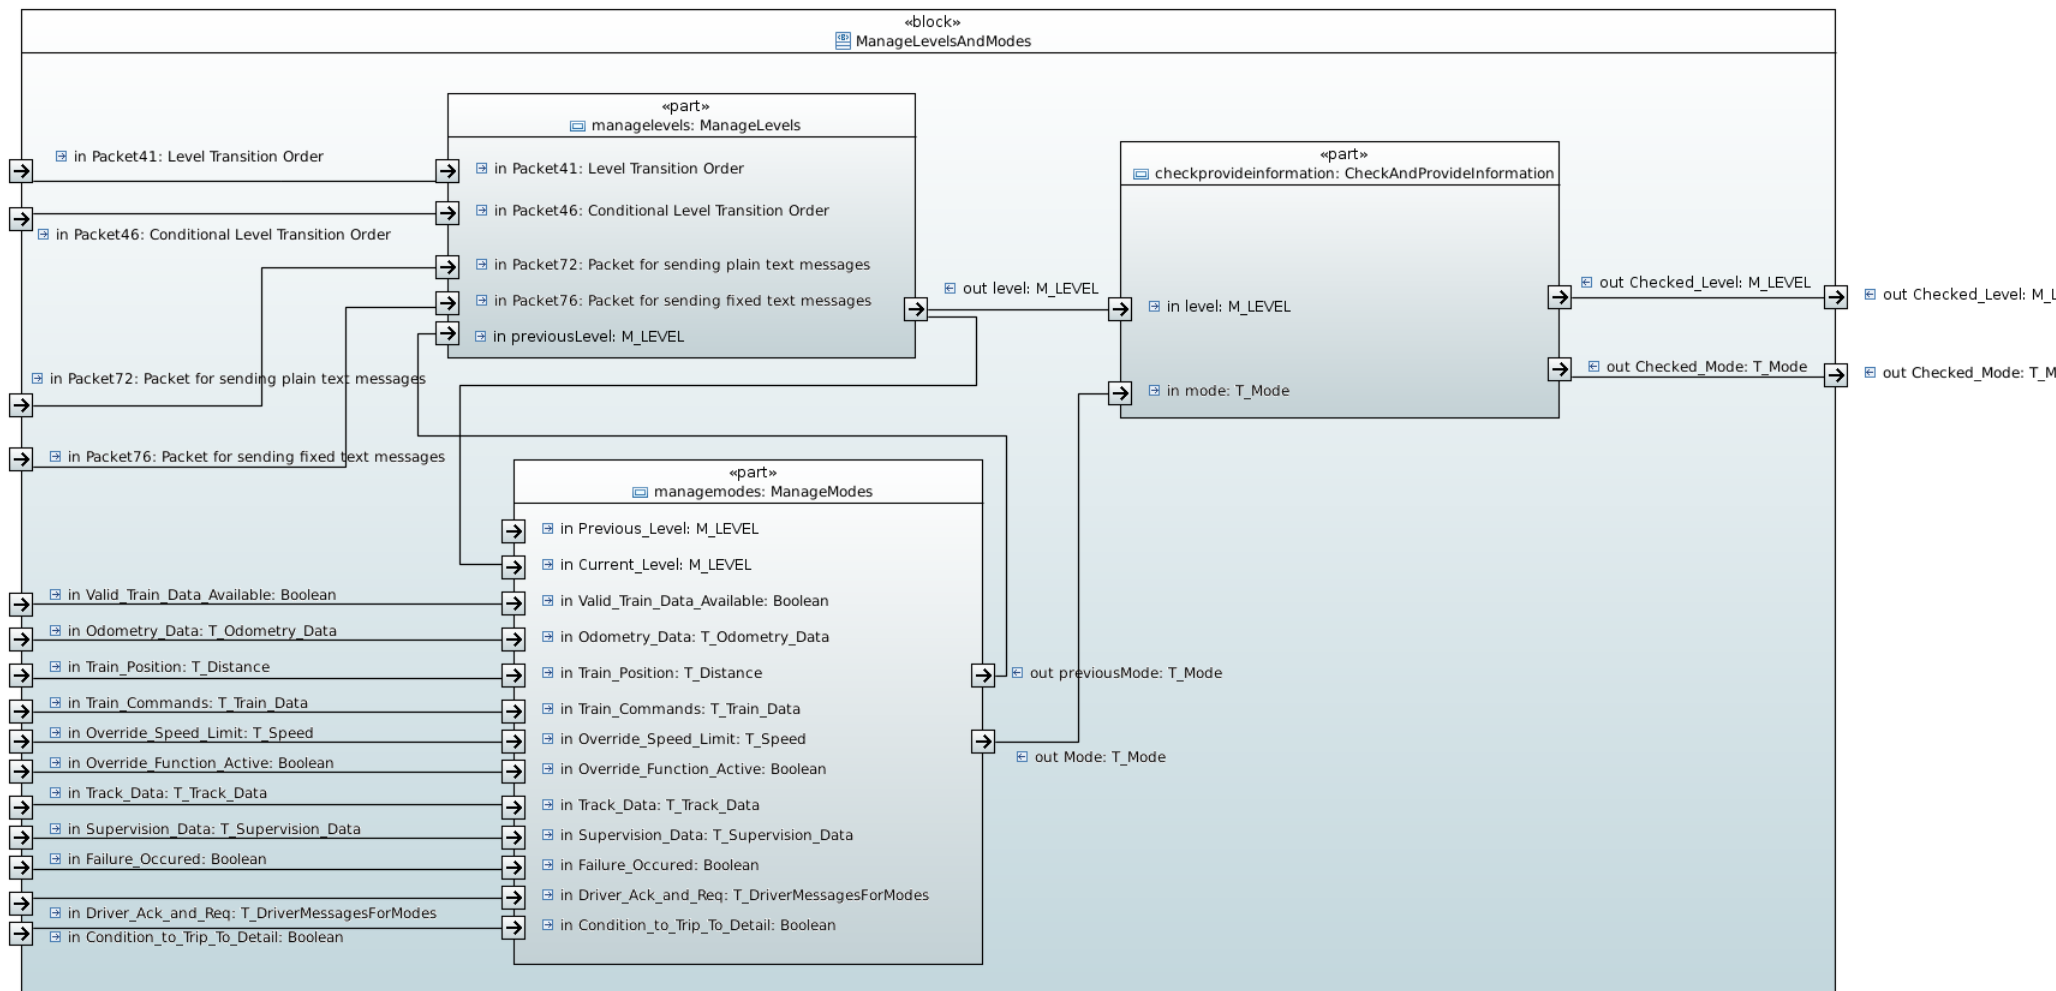 «block»
ManageLevelsAndModes
«part»
managelevels: ManageLevels
in Packet41: Level Transition Order
in Packet41: Level Transition Order
in Packet46: Conditional Level Transition Order
in Packet46: Conditional Level Transition Order
in Packet72: Packet for sending plain text messages
in Packet76: Packet for sending fixed text messages
in previousLevel: M_LEVEL
out level: M_LEVEL
«part»
checkprovideinformation: CheckAndProvideInformation
in level: M_LEVEL
in mode: T_Mode
out Checked_Level: M_LEVEL
out Checked_Mode: T_Mode
out Checked_Level: M_L
out Checked_Mode: T_M
in Packet72: Packet for sending plain text messages
in Packet76: Packet for sending fixed text messages
«part»
managemodes: ManageModes
in Previous_Level: M_LEVEL
in Current_Level: M_LEVEL
in Valid_Train_Data_Available: Boolean
in Valid_Train_Data_Available: Boolean
in Odometry_Data: T_Odometry_Data
in Odometry_Data: T_Odometry_Data
in Train_Position: T_Distance
in Train_Position: T_Distance
out previousMode: T_Mode
in Train_Commands: T_Train_Data
in Train_Commands: T_Train_Data
in Override_Speed_Limit: T_Speed
in Override_Speed_Limit: T_Speed
out Mode: T_Mode
in Override_Function_Active: Boolean
in Override_Function_Active: Boolean
in Track_Data: T_Track_Data
in Track_Data: T_Track_Data
in Supervision_Data: T_Supervision_Data
in Supervision_Data: T_Supervision_Data
in Failure_Occured: Boolean
in Failure_Occured: Boolean
in Driver_Ack_and_Req: T_DriverMessagesForModes
in Driver_Ack_and_Req: T_DriverMessagesForModes
in Condition_to_Trip_To_Detail: Boolean
in Condition_to_Trip_To_Detail: Boolean